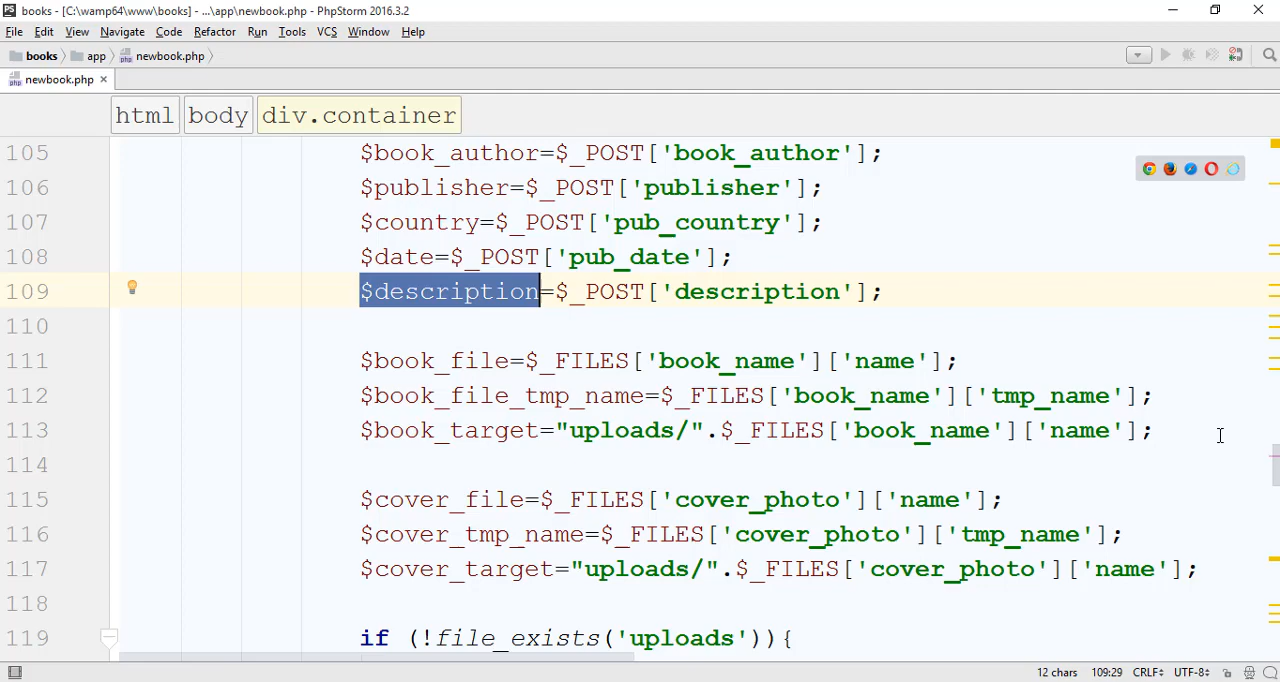 PS books - [C:\wamp64\www\books] - ...\app\newbook.php - PhpStorm 2016.3.2
File Edit View Navigate Code Refactor Run Tools VCS Window Help
books app newbook.php
newbook.php
html body div.container
105 $book_author=$_POST['book_author'];
106 $publisher=$_POST['publisher'];
107 $country=$_POST['pub_country'];
108 $date=$_POST['pub_date'];
109 $description=$_POST['description'];
110
111 $book_file=$_FILES['book_name']['name'];
112 $book_file_tmp_name=$_FILES['book_name']['tmp_name'];
113 $book_target="uploads/".$_FILES['book_name']['name'];
114
115 $cover_file=$_FILES['cover_photo']['name'];
116 $cover_tmp_name=$_FILES['cover_photo']['tmp_name'];
117 $cover_target="uploads/".$_FILES['cover_photo']['name'];
118
119 if (!file_exists('uploads')){
12 chars 109:29 CRLF÷ UTF-8÷